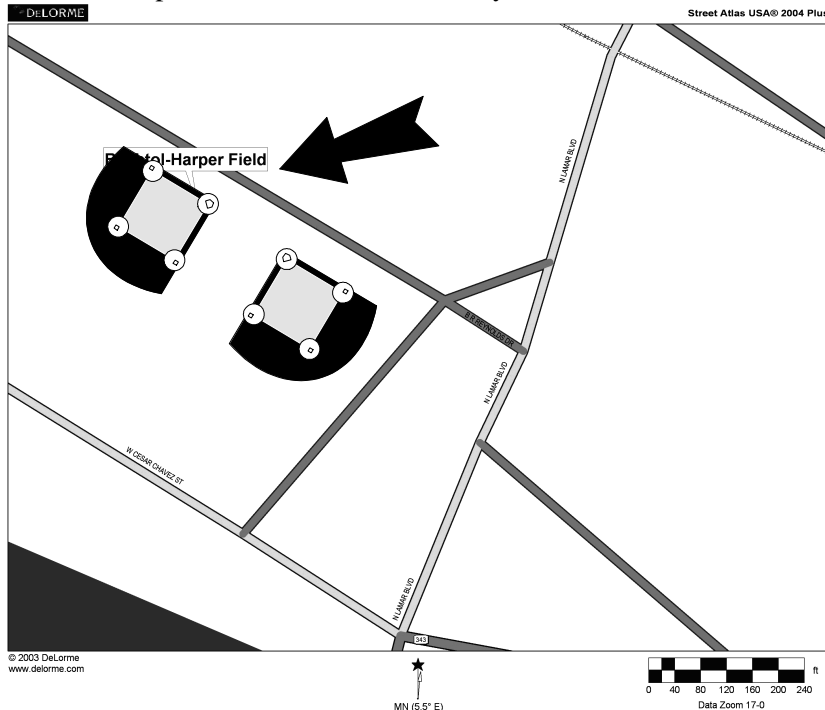 DELORME
Street Atlas USA® 2004 Plus
N LAMAR BLVD
-Harper Field
B R REYNOLDS DR
N LAMAR BLVD
W CESAR CHAVEZ ST
N LAMAR BLVD
343
© 2003 DeLorme
www.delorme.com
ft
0 40 80 120 160 200 240
MN (5.5° E)
Data Zoom 17-0